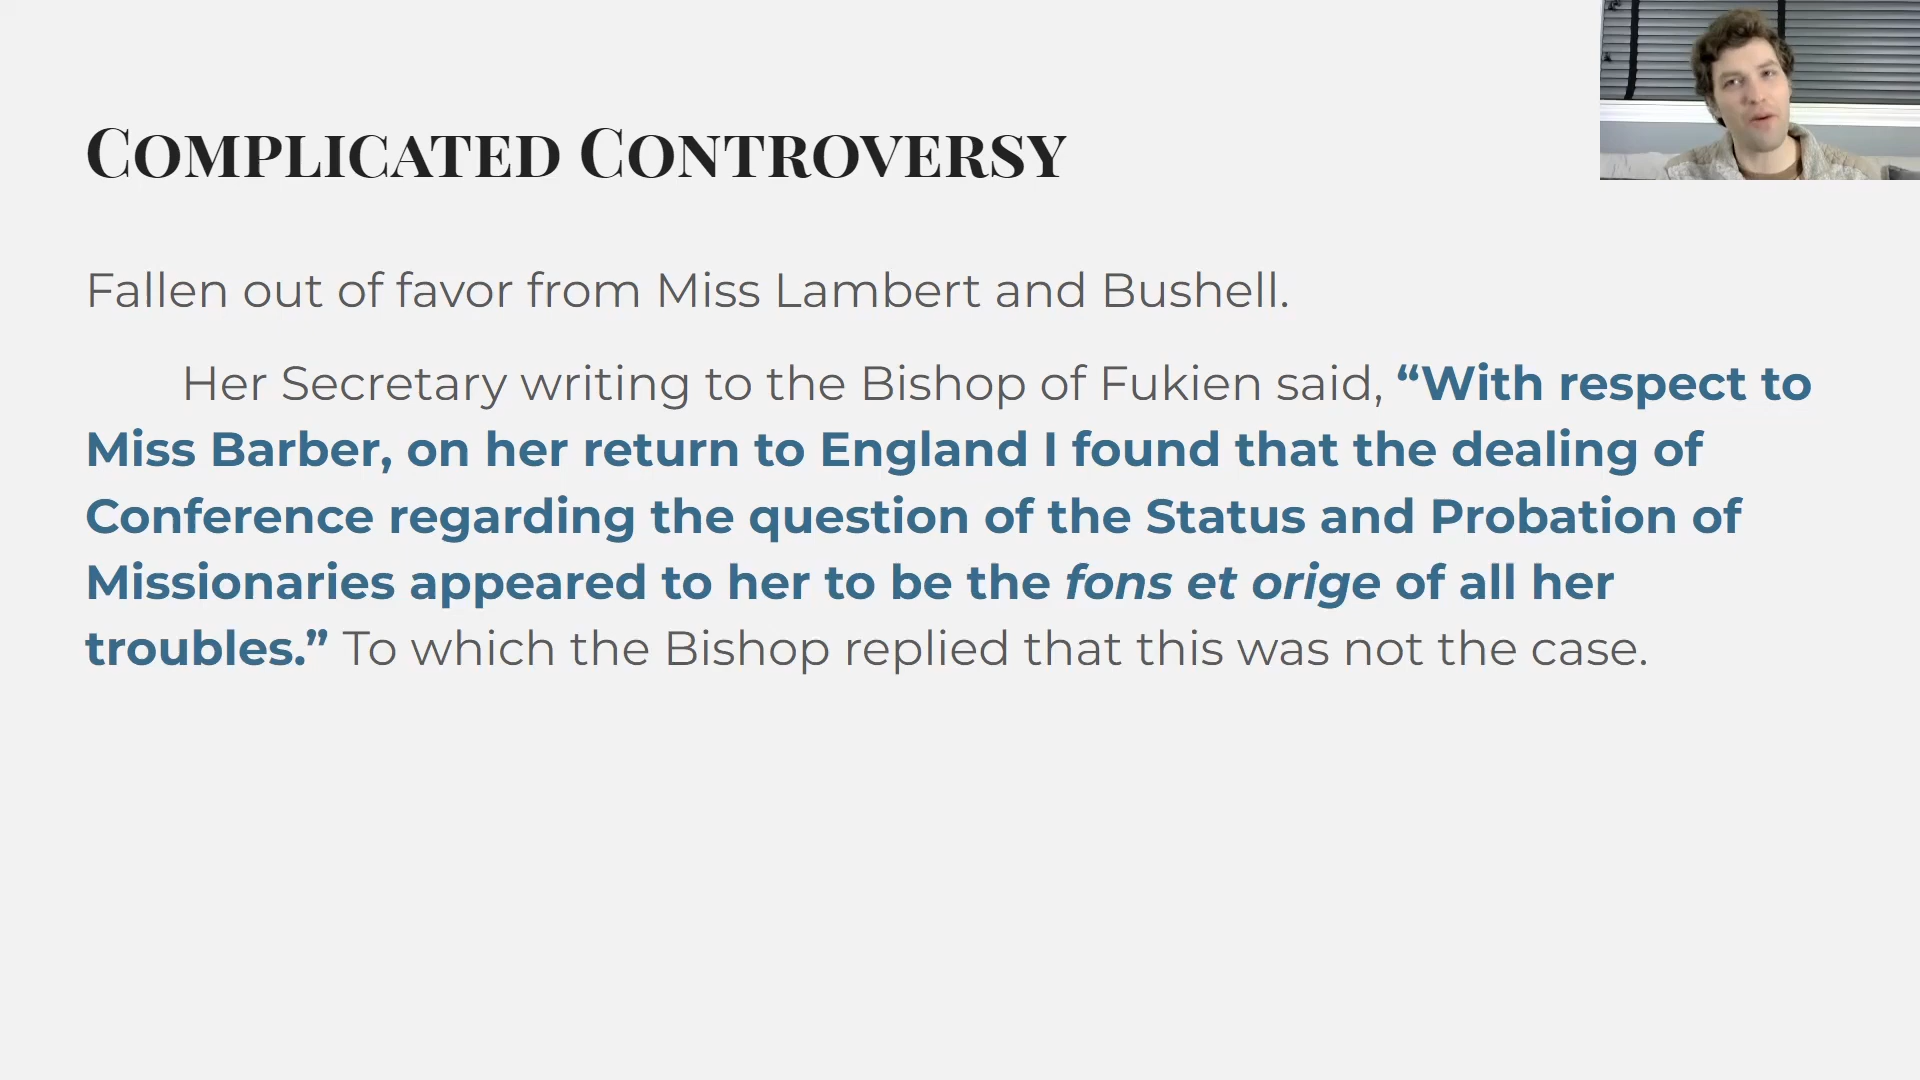 Complicated Controversy
Fallen out of favor from Miss Lambert and Bushell.
Her Secretary writing to the Bishop of Fukien said, “With respect to
Miss Barber, on her return to England I found that the dealing of
Conference regarding the question of the Status and Probation of
Missionaries appeared to her to be the fons et orige of all her
troubles.” To which the Bishop replied that this was not the case.